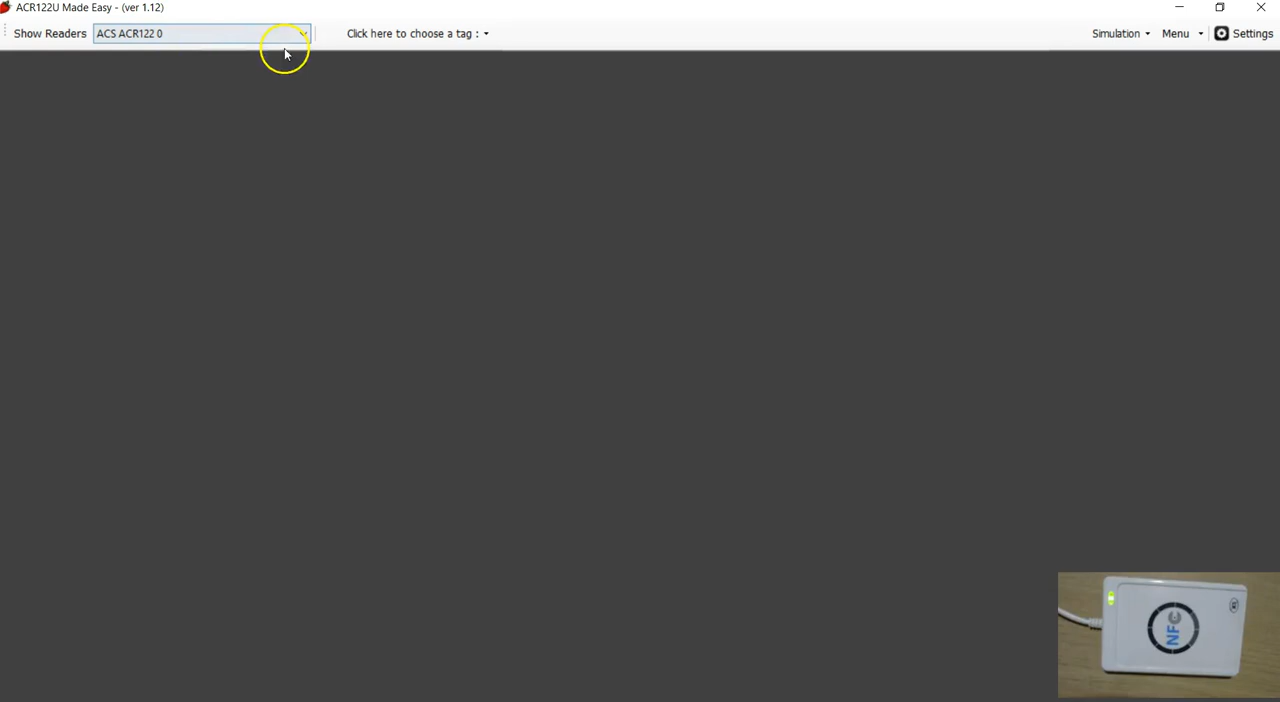 ACR122U Made Easy - (ver 1.12)
Show Readers ACS ACR122 0 Click here to choose a tag : Simulation Menu Settings
NFC